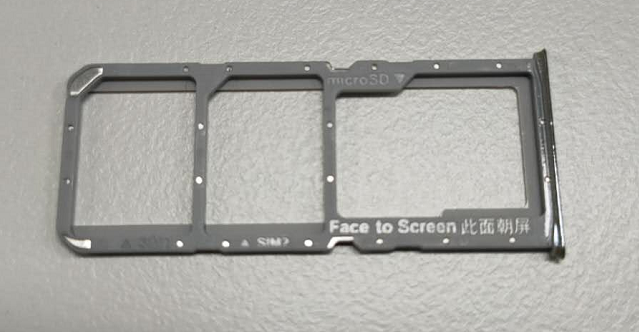 microSD
SIM2
Face to Screen 此面朝屏